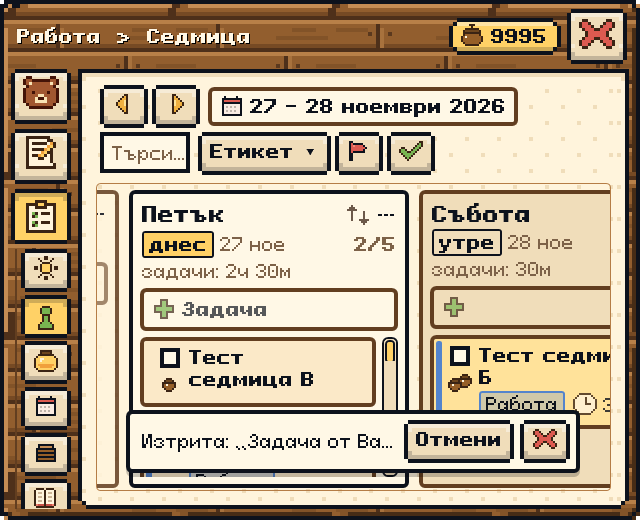 Работа > Седмица
9995
27 – 28 ноември 2026
Търси...
Етикет
Петък
днес 27 ное 2/5
задачи: 2ч 30м
Задача
Тест
седмица В
Събота
утре 28 ное
задачи: 30м
Тест седми
Б
Работа 3
Изтрита: „Задача от Ва...
Отмени